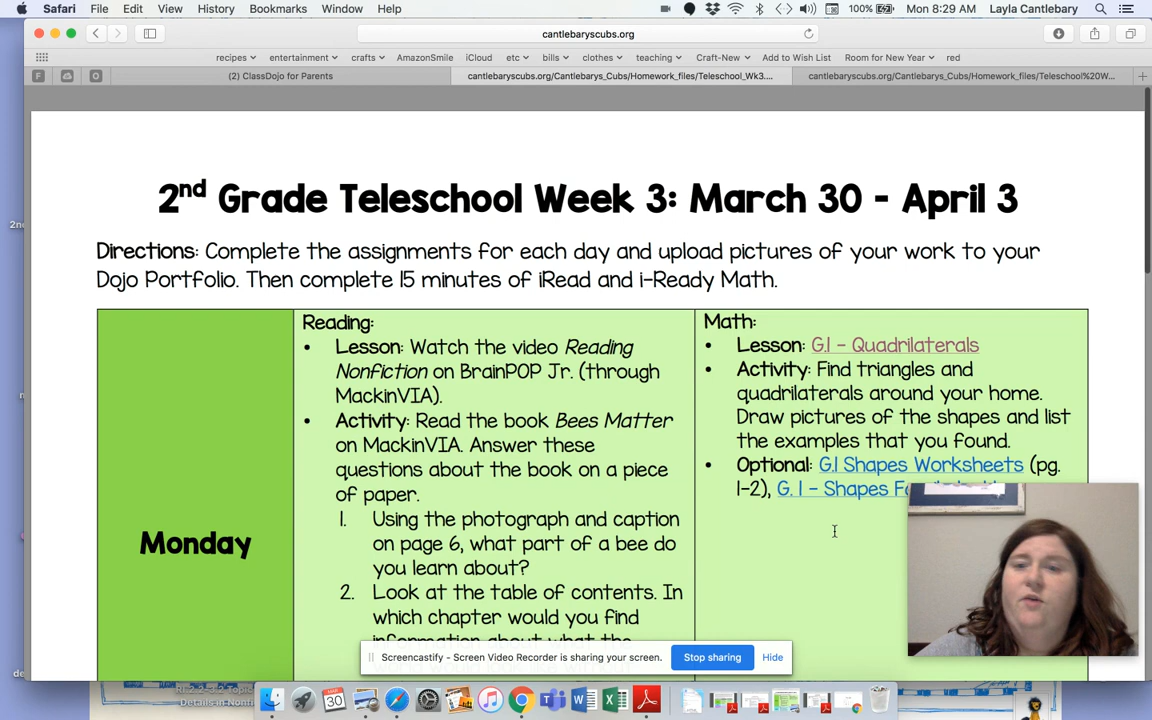 Safari File Edit View History Bookmarks Window Help 100% Mon 8:29 AM Layla Cantlebary
cantlebaryscubs.org
recipes entertainment crafts AmazonSmile iCloud etc bills clothes teaching Craft-New Add to Wish List Room for New Year red
F O (2) ClassDojo for Parents cantlebaryscubs.org/Cantlebarys_Cubs/Homework_files/Teleschool_Wk3.... cantlebaryscubs.org/Cantlebarys_Cubs/Homework_files/Teleschool%20W...
2nd Grade Teleschool Week 3: March 30 - April 3
Directions: Complete the assignments for each day and upload pictures of your work to your
Dojo Portfolio. Then complete 15 minutes of iRead and i-Ready Math.
Monday
Reading:
• Lesson: Watch the video Reading
Nonfiction on BrainPOP Jr. (through
MackinVIA).
• Activity: Read the book Bees Matter
on MackinVIA. Answer these
questions about the book on a piece
of paper.
1. Using the photograph and caption
on page 6, what part of a bee do
you learn about?
2. Look at the table of contents. In
which chapter would you find
information about what the
Math:
• Lesson: G.1 - Quadrilaterals
• Activity: Find triangles and
quadrilaterals around your home.
Draw pictures of the shapes and list
the examples that you found.
• Optional: G.1 Shapes Worksheets (pg.
1-2), G. 1 - Shapes
Screencastify - Screen Video Recorder is sharing your screen. Stop sharing Hide
MAR
30
Details in Nonfi